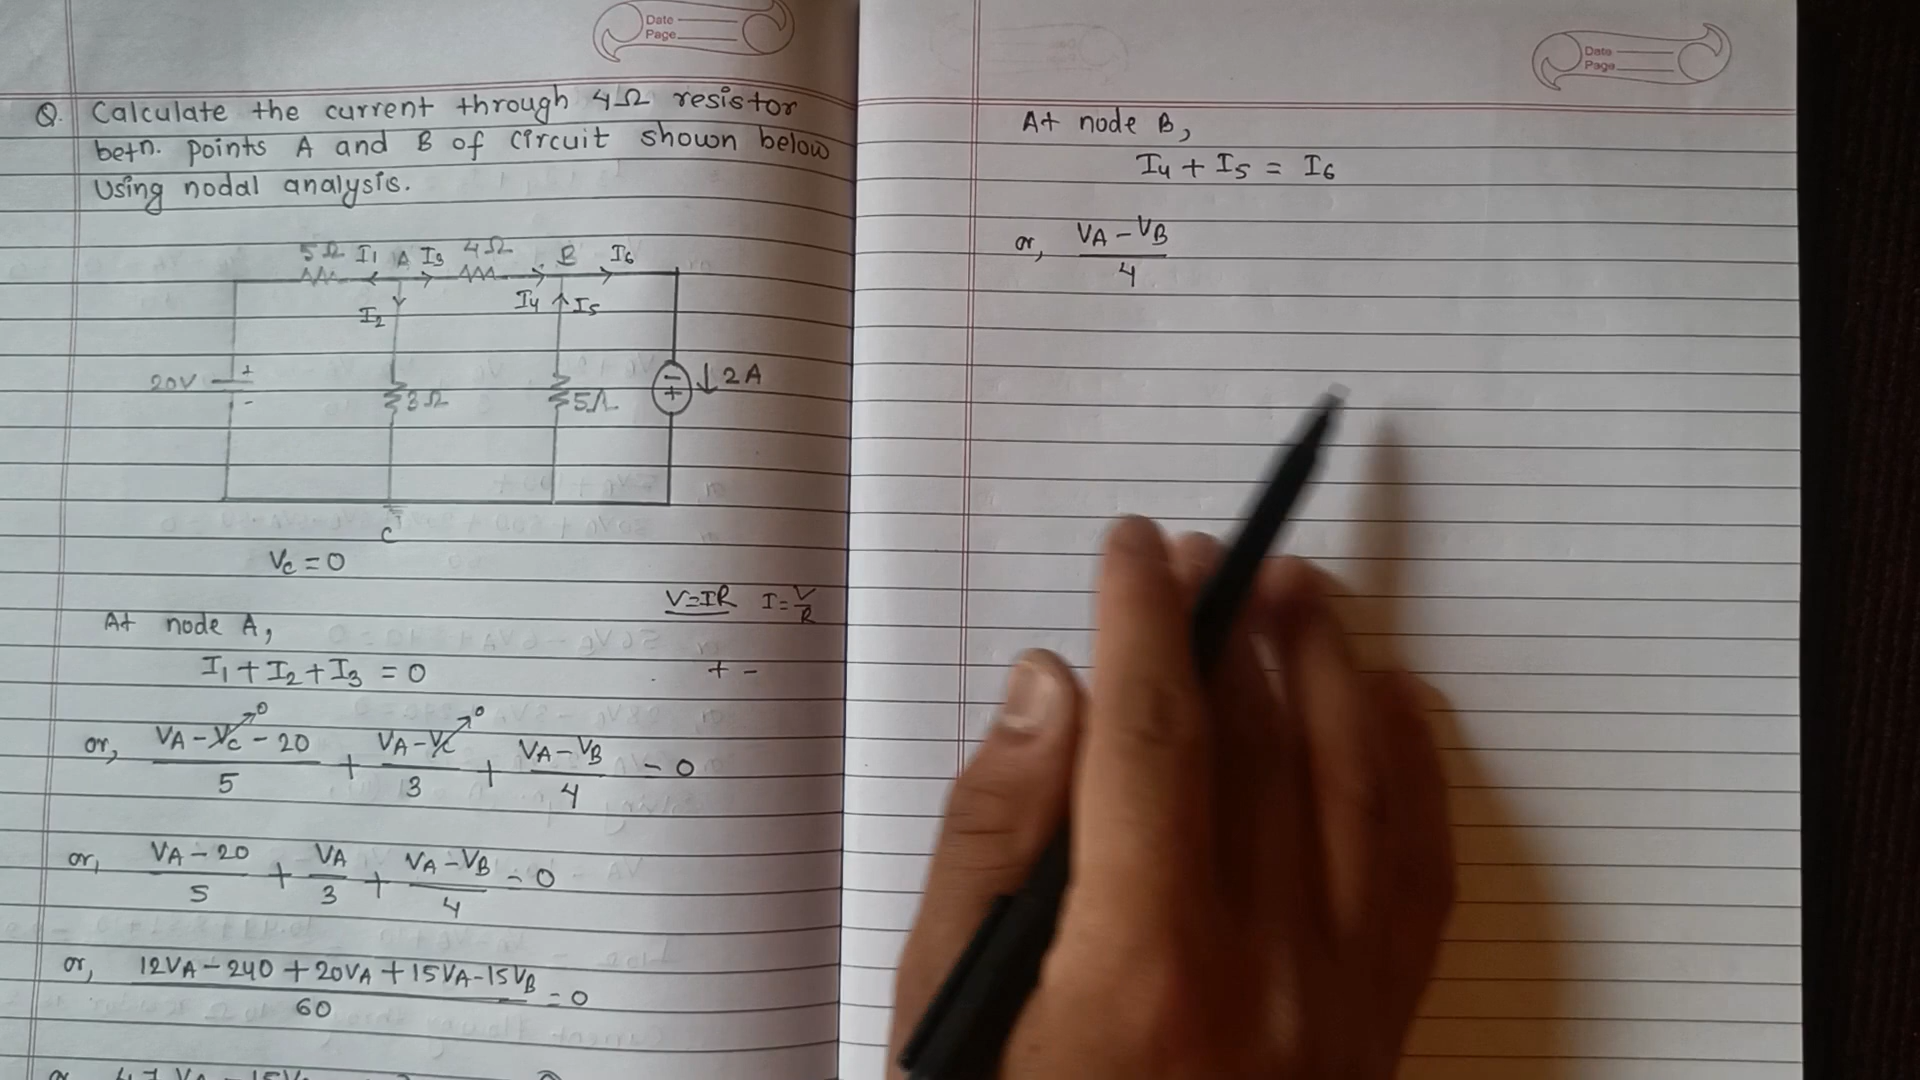 Date
Page
Q. Calculate the current through 4Ω resistor
betn. points A and B of circuit shown below
using nodal analysis.
5Ω I1 A I3 4Ω B I6
I2 I4 I5
20V + - 3Ω 5Ω - + ↓2A
C
Vc = 0
V=IR I=V/R
At node A,
I1 + I2 + I3 = 0
+ -
or, (VA - Vc→0 - 20)/5 + (VA - Vc→0)/3 + (VA - VB)/4 = 0
or, (VA - 20)/5 + VA/3 + (VA - VB)/4 = 0
or, (12VA - 240 + 20VA + 15VA - 15VB)/60 = 0
Date
Page
At node B,
I4 + I5 = I6
or, (VA - VB)/4